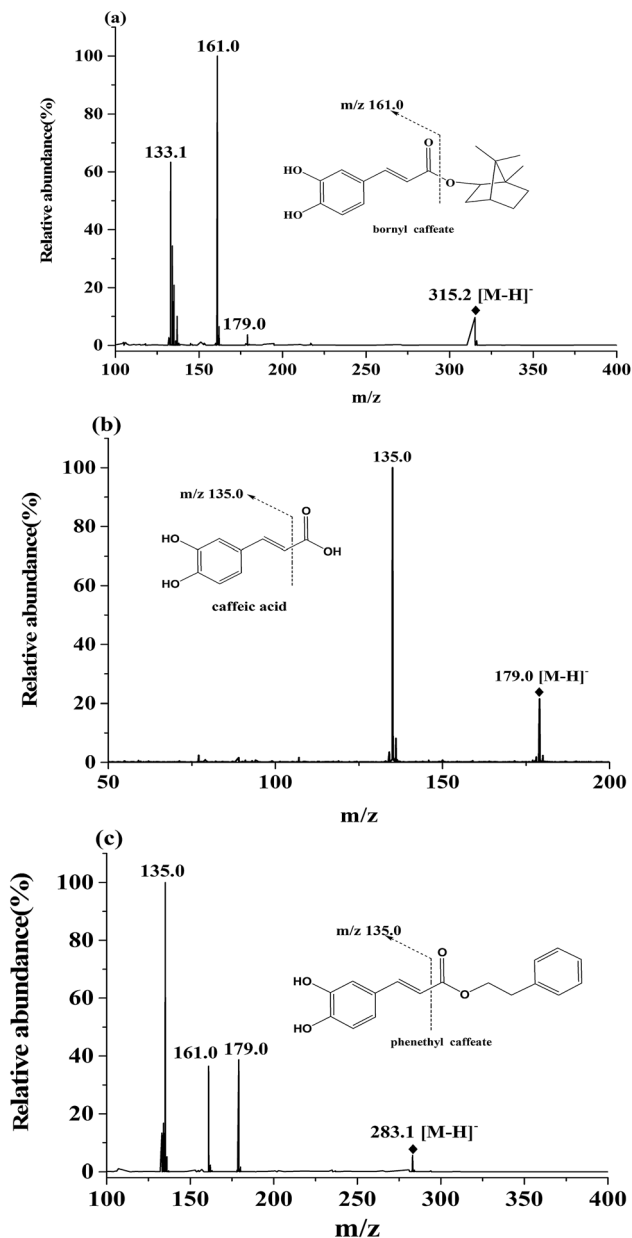 (a)
161.0
133.1
179.0
315.2 [M-H]-
m/z 161.0
HO
HO
O
O
bornyl caffeate
Relative abundance(%)
100
80
60
40
20
0
100 150 200 250 300 350 400
m/z
(b)
135.0
179.0 [M-H]-
m/z 135.0
HO
HO
O
OH
caffeic acid
Relative abundance(%)
100
80
60
40
20
0
50 100 150 200
m/z
(c)
135.0
161.0 179.0
283.1 [M-H]-
m/z 135.0
HO
HO
O
O
phenethyl caffeate
Relative abundance(%)
100
80
60
40
20
0
100 150 200 250 300 350 400
m/z